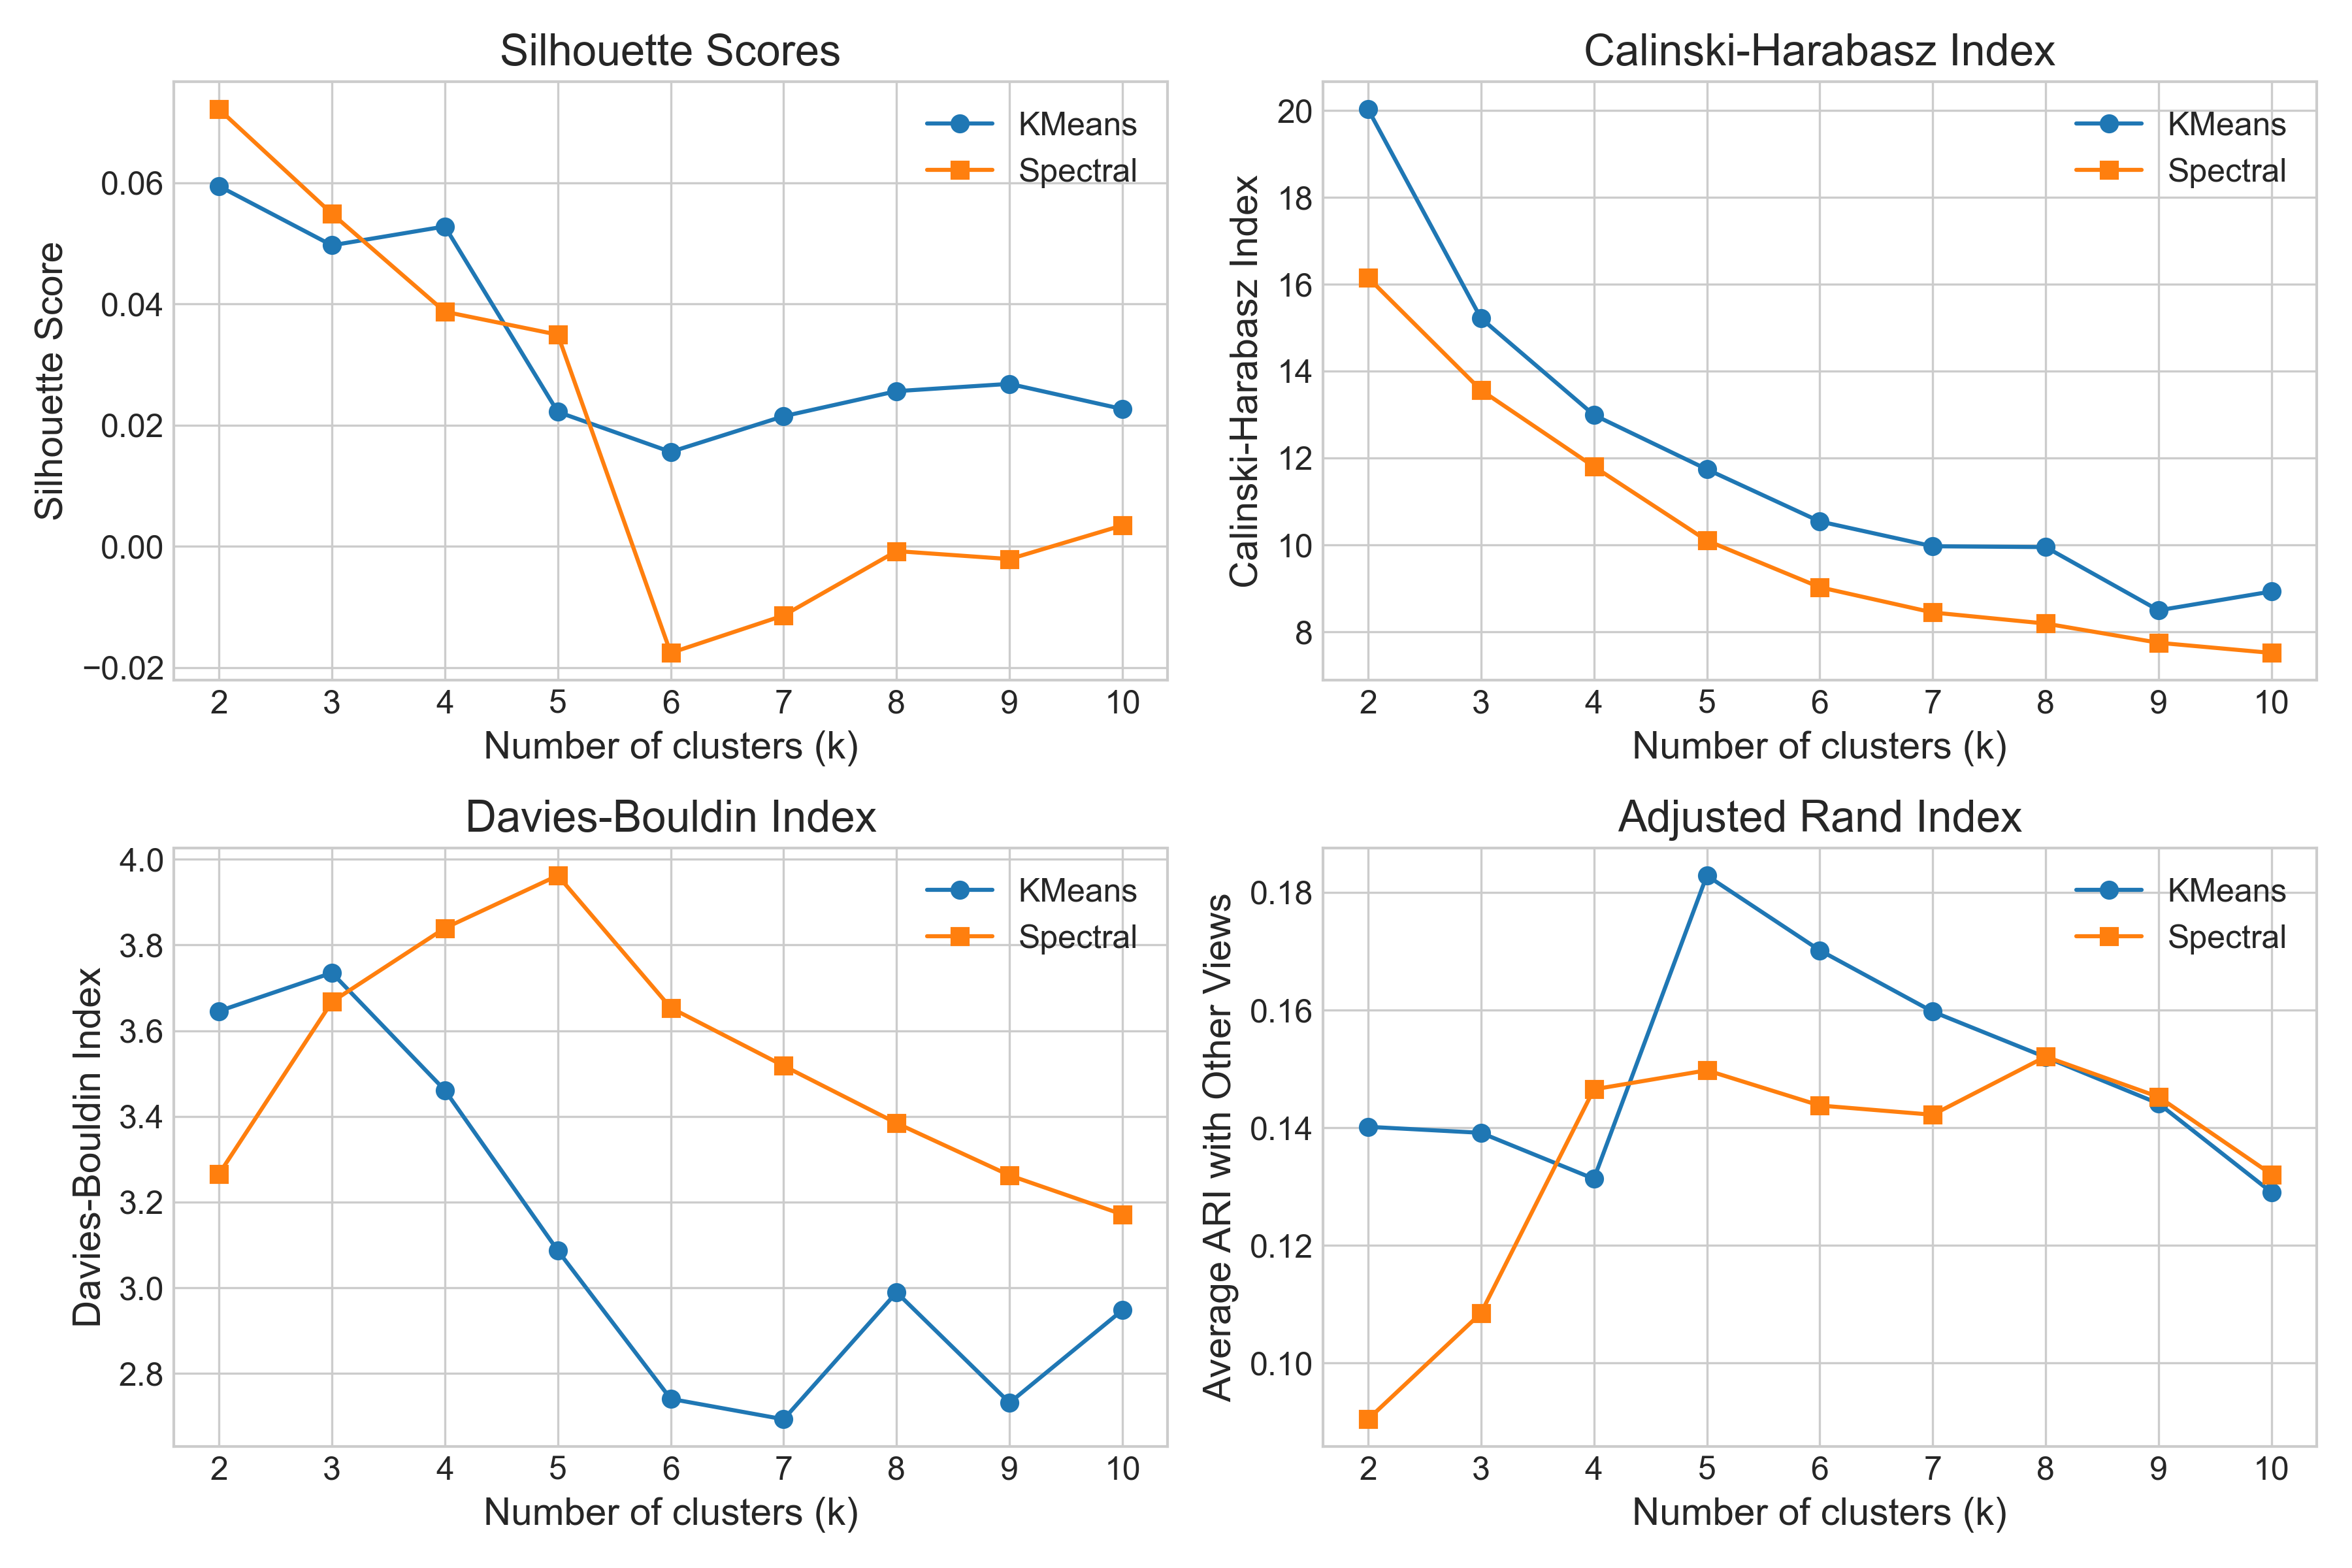 Silhouette Scores
KMeans
Spectral
0.06
0.04
0.02
0.00
−0.02
Silhouette Score
2 3 4 5 6 7 8 9 10
Number of clusters (k)
Calinski-Harabasz Index
KMeans
Spectral
20
18
16
14
12
10
8
Calinski-Harabasz Index
2 3 4 5 6 7 8 9 10
Number of clusters (k)
Davies-Bouldin Index
KMeans
Spectral
4.0
3.8
3.6
3.4
3.2
3.0
2.8
Davies-Bouldin Index
2 3 4 5 6 7 8 9 10
Number of clusters (k)
Adjusted Rand Index
KMeans
Spectral
0.18
0.16
0.14
0.12
0.10
Average ARI with Other Views
2 3 4 5 6 7 8 9 10
Number of clusters (k)